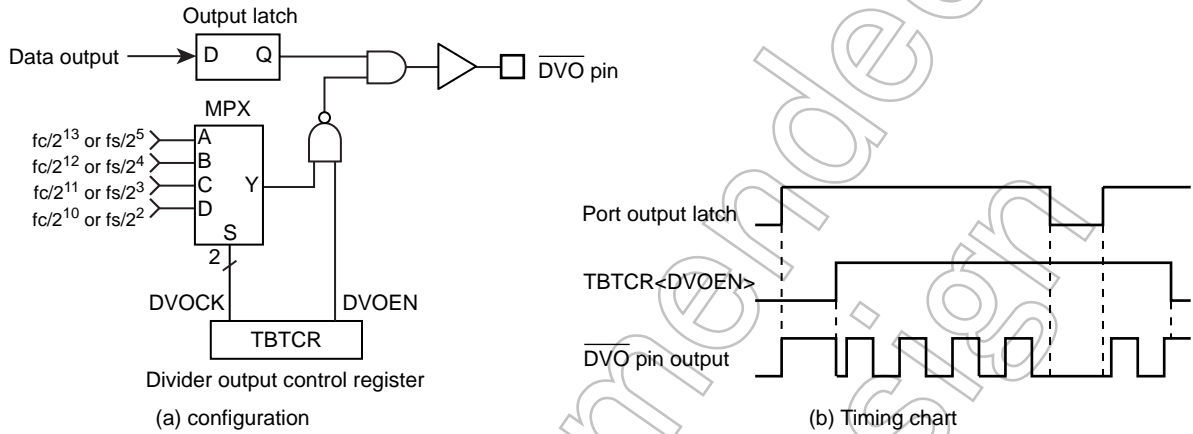 Output latch
Data output
D Q
DVO pin
MPX
fc/2^13 or fs/2^5
fc/2^12 or fs/2^4
fc/2^11 or fs/2^3
fc/2^10 or fs/2^2
A
B
C
D
Y
S
2
DVOCK
DVOEN
TBTCR
Divider output control register
(a) configuration
Port output latch
TBTCR<DVOEN>
DVO pin output
(b) Timing chart